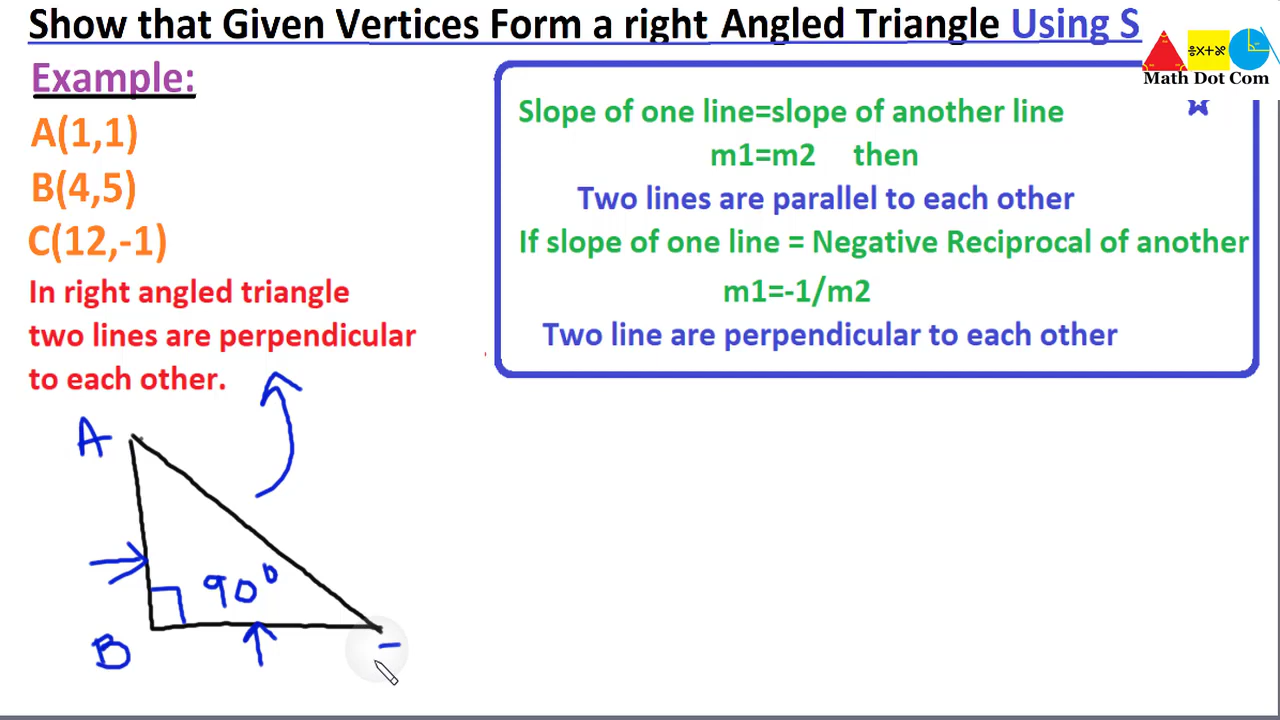 Show that Given Vertices Form a right Angled Triangle Using S
Math Dot Com
Example:
A(1,1)
B(4,5)
C(12,-1)
In right angled triangle
two lines are perpendicular
to each other.
Slope of one line=slope of another line
m1=m2 then
Two lines are parallel to each other
If slope of one line = Negative Reciprocal of another
m1=-1/m2
Two line are perpendicular to each other
A
90°
B